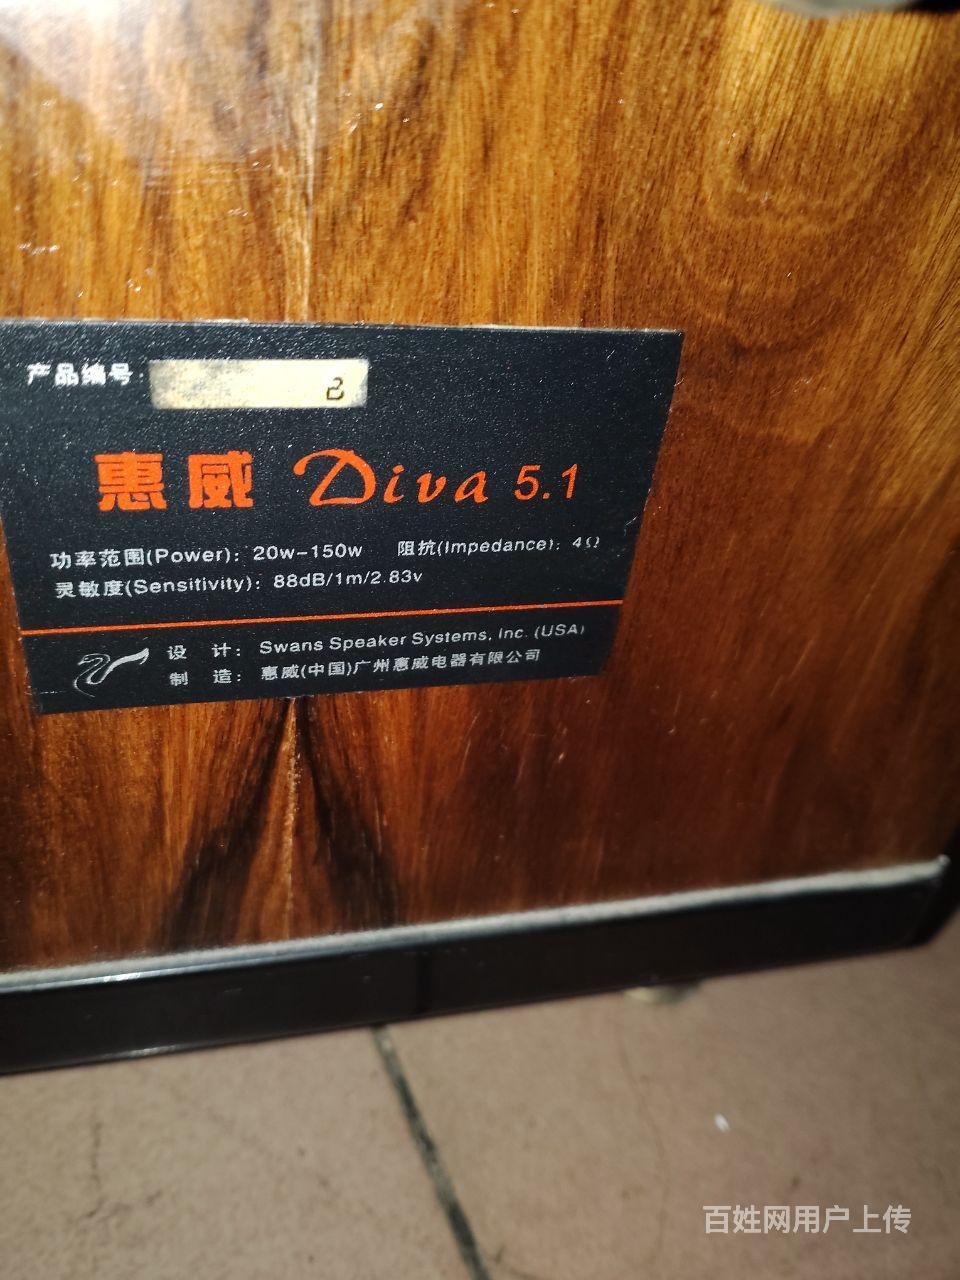 产品编号: 2
惠威 Diva 5.1
功率范围(Power): 20w-150w 阻抗(Impedance): 4Ω
灵敏度(Sensitivity): 88dB/1m/2.83v
设 计: Swans Speaker Systems, Inc. (USA)
制 造: 惠威(中国)广州惠威电器有限公司
百姓网用户上传